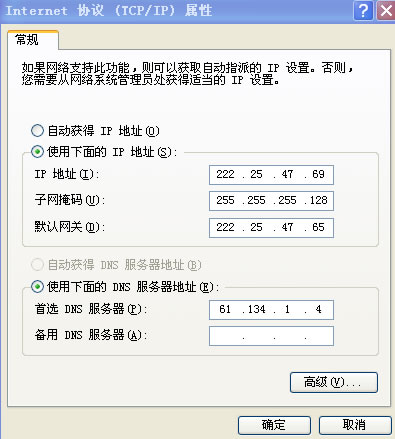 Internet 协议 (TCP/IP) 属性
常规
如果网络支持此功能，则可以获取自动指派的 IP 设置。否则，
您需要从网络系统管理员处获得适当的 IP 设置。
自动获得 IP 地址(O)
使用下面的 IP 地址(S):
IP 地址(I): 222 . 25 . 47 . 69
子网掩码(U): 255 . 255 . 255 . 128
默认网关(D): 222 . 25 . 47 . 65
自动获得 DNS 服务器地址(B)
使用下面的 DNS 服务器地址(E):
首选 DNS 服务器(P): 61 . 134 . 1 . 4
备用 DNS 服务器(A): . . .
高级(V)...
确定 取消